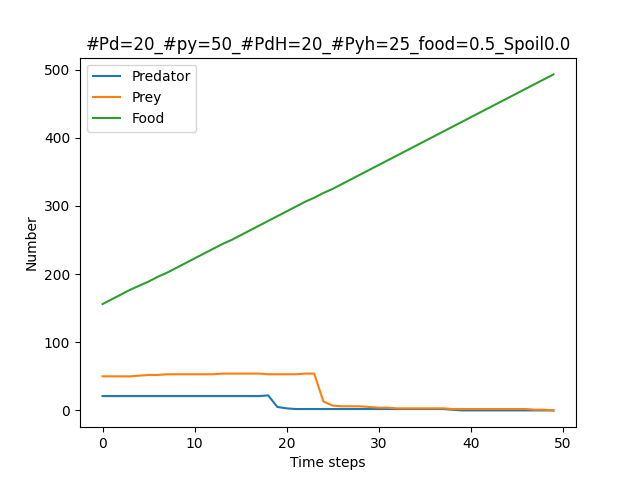 #Pd=20_#py=50_#PdH=20_#Pyh=25_food=0.5_Spoil0.0
Predator
Prey
Food
Number
500
400
300
200
100
0
0 10 20 30 40 50
Time steps